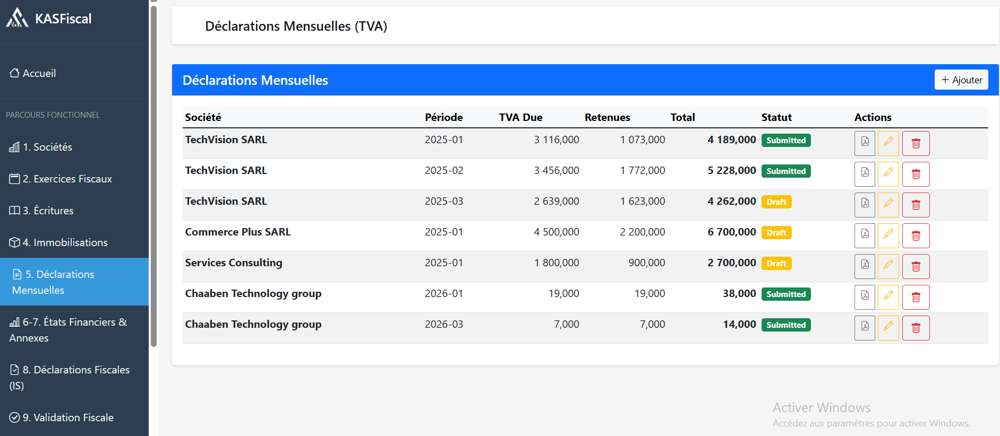 KASFiscal
Accueil
PARCOURS FONCTIONNEL
1. Sociétés
2. Exercices Fiscaux
3. Écritures
4. Immobilisations
5. Déclarations
Mensuelles
6-7. États Financiers &
Annexes
8. Déclarations Fiscales
(IS)
9. Validation Fiscale
Déclarations Mensuelles (TVA)
Déclarations Mensuelles
+ Ajouter
Société Période TVA Due Retenues Total Statut Actions
TechVision SARL 2025-01 3 116,000 1 073,000 4 189,000 Submitted
TechVision SARL 2025-02 3 456,000 1 772,000 5 228,000 Submitted
TechVision SARL 2025-03 2 639,000 1 623,000 4 262,000 Draft
Commerce Plus SARL 2025-01 4 500,000 2 200,000 6 700,000 Draft
Services Consulting 2025-01 1 800,000 900,000 2 700,000 Draft
Chaaben Technology group 2026-01 19,000 19,000 38,000 Submitted
Chaaben Technology group 2026-03 7,000 7,000 14,000 Submitted
Activer Windows
Accédez aux paramètres pour activer Windows.